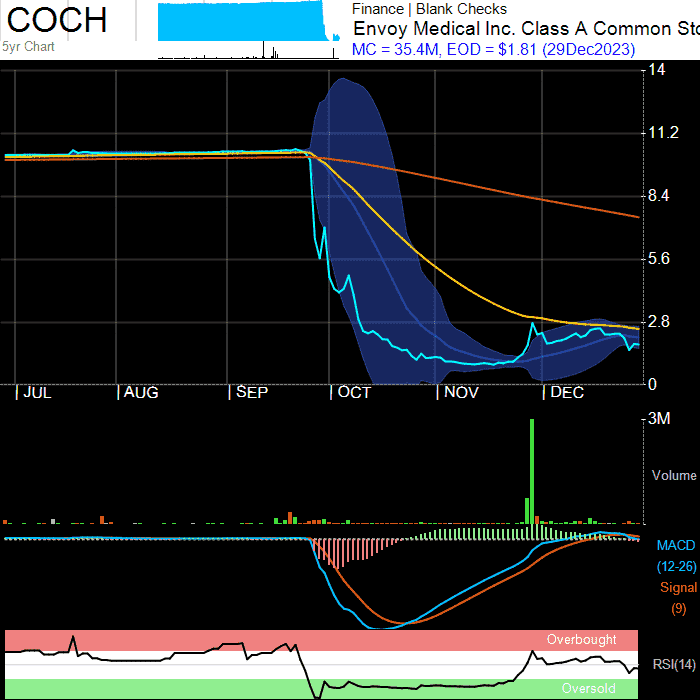 COCH
5yr Chart
Finance | Blank Checks
Envoy Medical Inc. Class A Common Sto
MC = 35.4M, EOD = $1.81 (29Dec2023)
14
11.2
8.4
5.6
2.8
0
JUL
AUG
SEP
OCT
NOV
DEC
3M
Volume
MACD
(12-26)
Signal
(9)
Overbought
RSI(14)
Oversold